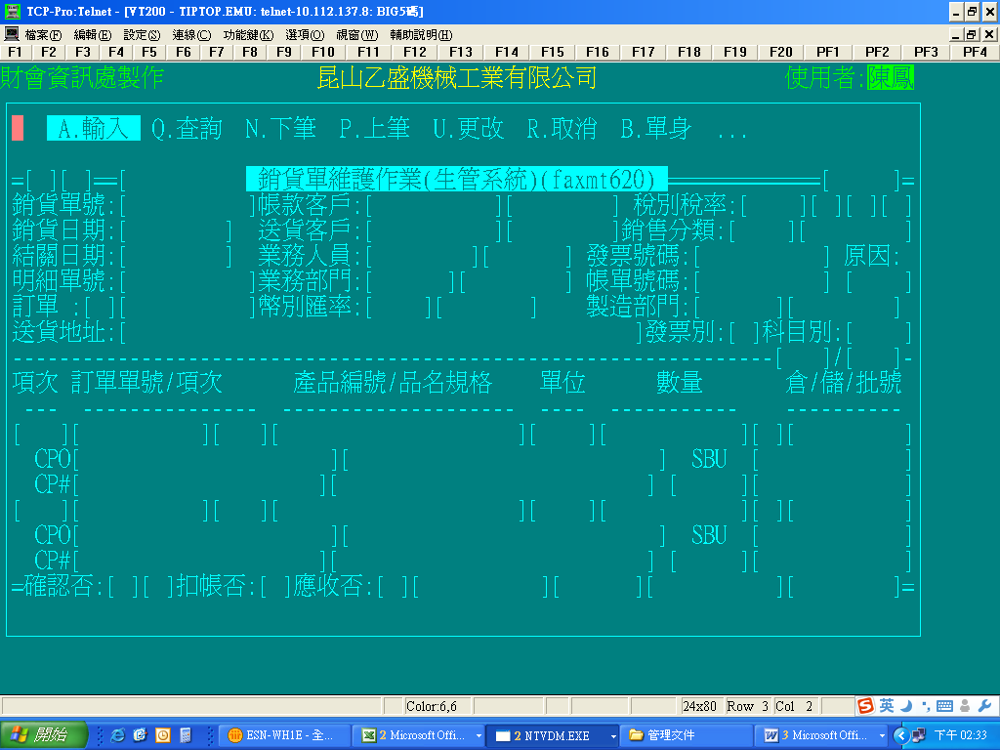 TCP-Pro:Telnet - [VT200 - TIPTOP.EMU: telnet-10.112.137.8: BIG5碼]
檔案(F) 編輯(E) 設定(S) 連線(C) 功能鍵(K) 選項(O) 視窗(W) 輔助說明(H)
F1 F2 F3 F4 F5 F6 F7 F8 F9 F10 F11 F12 F13 F14 F15 F16 F17 F18 F19 F20 PF1 PF2 PF3 PF4
財會資訊處製作 昆山乙盛機械工業有限公司 使用者:陳鳳
A.輸入 Q.查詢 N.下筆 P.上筆 U.更改 R.取消 B.單身 ...
=[ ][ ]==[ 銷貨單維護作業(生管系統)(faxmt620) =============[ ]=
銷貨單號:[ ]帳款客戶:[ ][ ] 稅別稅率:[ ][ ][ ][ ]
銷貨日期:[ ] 送貨客戶:[ ][ ]銷售分類:[ ][ ]
結關日期:[ ] 業務人員:[ ][ ] 發票號碼:[ ] 原因:
明細單號:[ ]業務部門:[ ][ ] 帳單號碼:[ ] [ ]
訂單 :[ ][ ]幣別匯率:[ ][ ] 製造部門:[ ][ ]
送貨地址:[ ]發票別:[ ]科目別:[ ]
-----------------------------------------------------------------[ ]/[ ]-
項次 訂單單號/項次 產品編號/品名規格 單位 數量 倉/儲/批號
--- --------------- -------------------- ---- ----------- ----------
[ ][ ][ ][ ][ ][ ][ ]
CPO[ ][ ] SBU [ ]
CP#[ ][ ] [ ][ ]
[ ][ ][ ][ ][ ][ ][ ]
CPO[ ][ ] SBU [ ]
CP#[ ][ ] [ ][ ]
=確認否:[ ][ ]扣帳否:[ ]應收否:[ ][ ][ ][ ][ ]=
Color:6,6 24x80 Row 3 Col 2 英
開始 ESN-WH1E - 全... 2 Microsoft Offi... 2 NTVDM.EXE 管理文件 3 Microsoft Offi... 下午 02:33